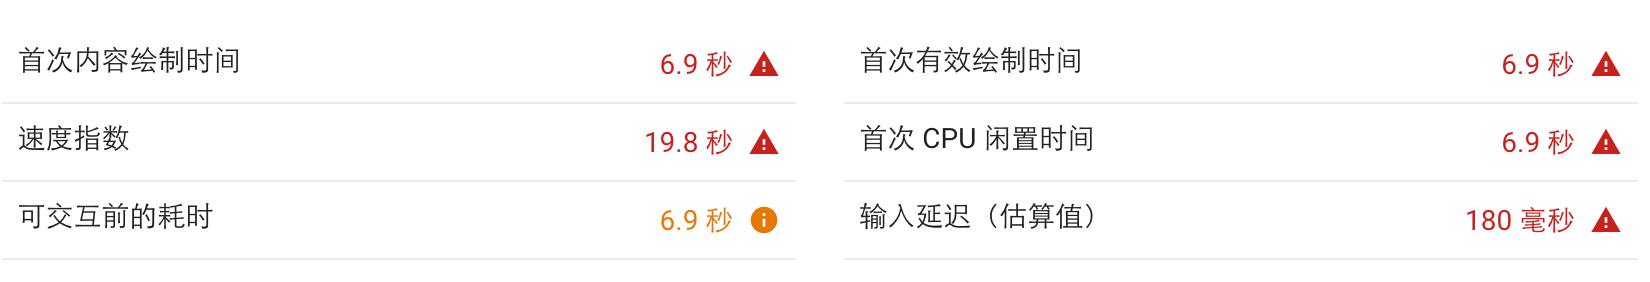 首次内容绘制时间 6.9 秒
首次有效绘制时间 6.9 秒
速度指数 19.8 秒
首次 CPU 闲置时间 6.9 秒
可交互前的耗时 6.9 秒
输入延迟（估算值） 180 毫秒